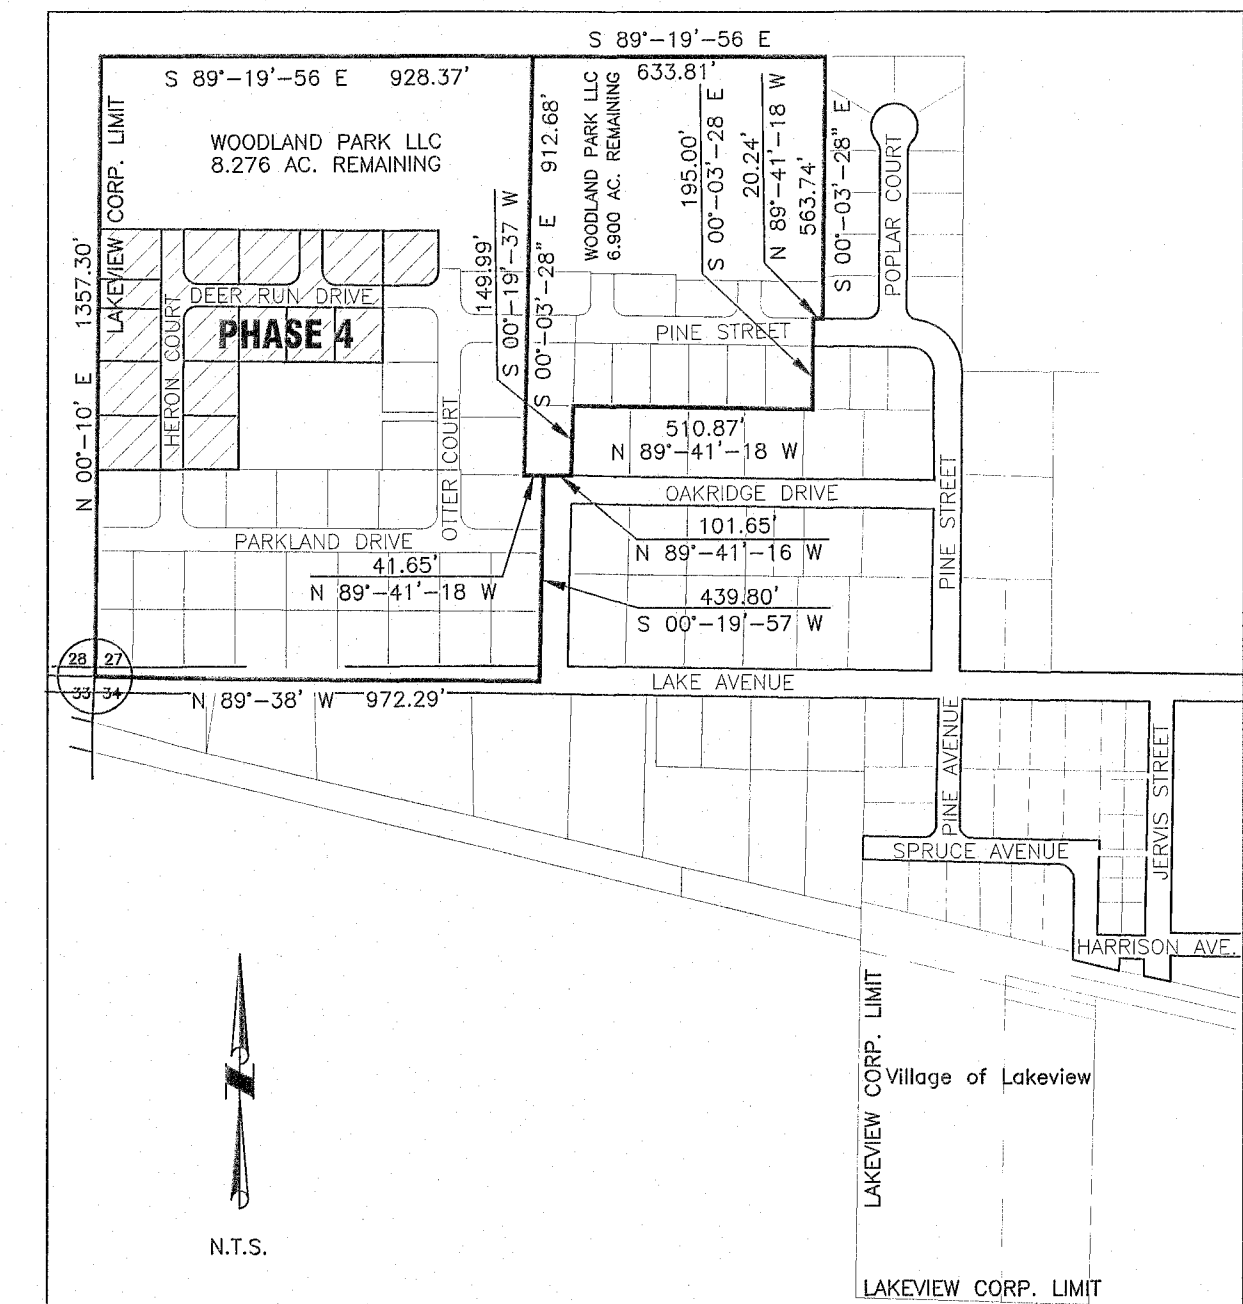 S 89°-19'-56 E
S 89°-19'-56 E 928.37'
633.81'
WOODLAND PARK LLC
8.276 AC. REMAINING
LAKEVIEW CORP. LIMIT
N 00°-10' E 1357.30'
912.68'
S 00°-03'-28" E
WOODLAND PARK LLC
6.900 AC. REMAINING
195.00'
S 00°-03'-28 E
20.24'
N 89°-41'-18 W
563.74'
S 00°-03'-28" E
POPLAR COURT
149.99'
S 00°-19'-37 W
DEER RUN DRIVE
PHASE 4
HERON COURT
PINE STREET
OTTER COURT
510.87'
N 89°-41'-18 W
OAKRIDGE DRIVE
PINE STREET
101.65'
N 89°-41'-16 W
PARKLAND DRIVE
41.65'
N 89°-41'-18 W
439.80'
S 00°-19'-57 W
28 27
33 34
N 89°-38' W 972.29'
LAKE AVENUE
PINE AVENUE
JERVIS STREET
SPRUCE AVENUE
HARRISON AVE.
LAKEVIEW CORP. LIMIT
Village of Lakeview
N.T.S.
LAKEVIEW CORP. LIMIT